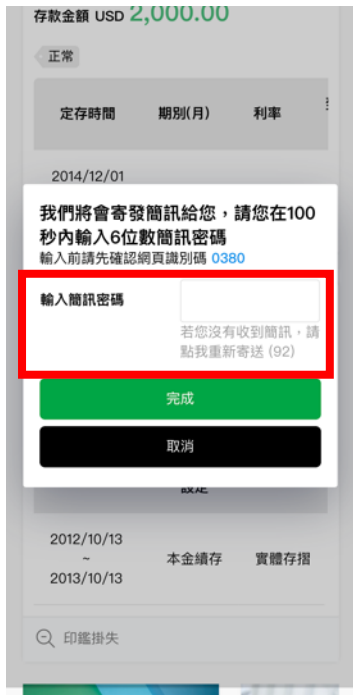 存款金額 USD 2,000.00
正常
定存時間 期別(月) 利率
2014/12/01
我們將會寄發簡訊給您，請您在100
秒內輸入6位數簡訊密碼
輸入前請先確認網頁識別碼 0380
輸入簡訊密碼
若您沒有收到簡訊，請
點我重新寄送 (92)
完成
取消
設定
2012/10/13
~
2013/10/13
本金續存 實體存摺
印鑑掛失